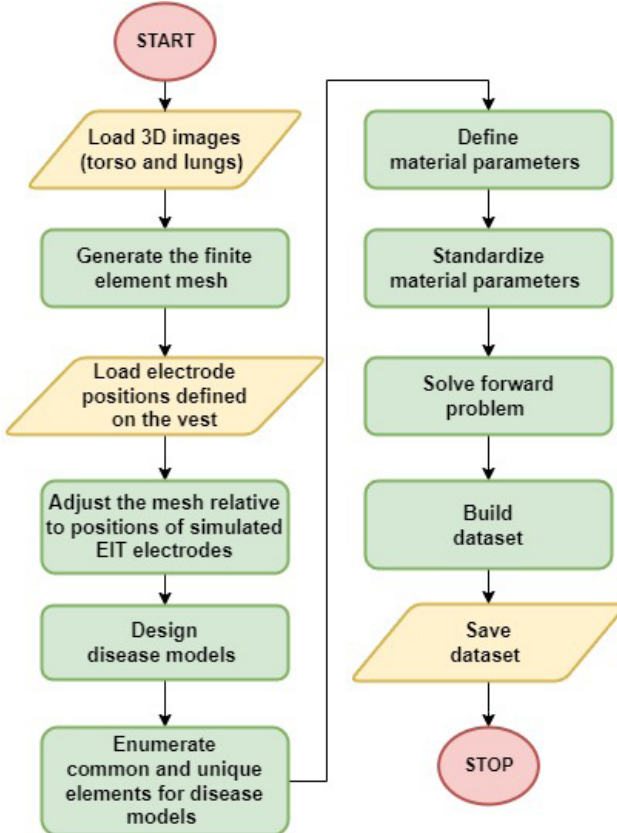 START
Load 3D images
(torso and lungs)
Generate the finite
element mesh
Load electrode
positions defined
on the vest
Adjust the mesh relative
to positions of simulated
EIT electrodes
Design
disease models
Enumerate
common and unique
elements for disease
models
Define
material parameters
Standardize
material parameters
Solve forward
problem
Build
dataset
Save
dataset
STOP